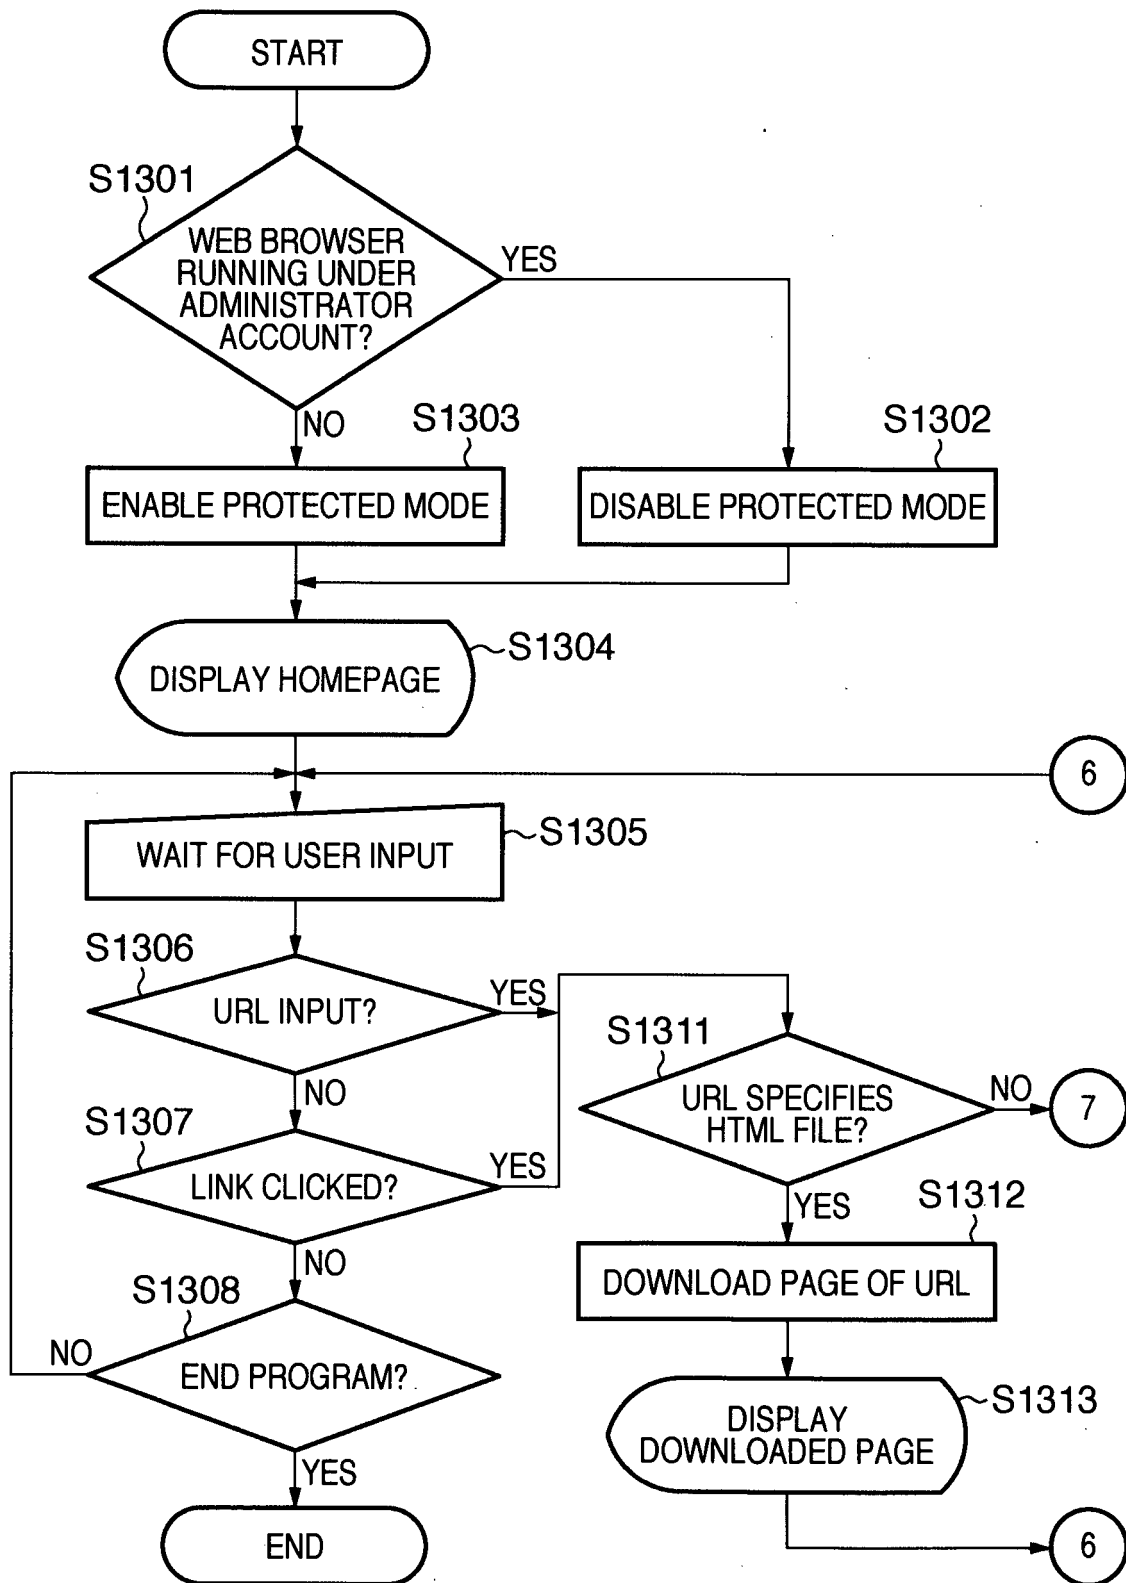 START
S1301
WEB BROWSER
RUNNING UNDER
ADMINISTRATOR
ACCOUNT?
YES
NO
S1303
S1302
ENABLE PROTECTED MODE
DISABLE PROTECTED MODE
DISPLAY HOMEPAGE
S1304
6
WAIT FOR USER INPUT
S1305
S1306
URL INPUT?
YES
NO
S1311
URL SPECIFIES
HTML FILE?
NO
7
YES
S1307
LINK CLICKED?
YES
NO
S1312
DOWNLOAD PAGE OF URL
S1308
END PROGRAM?
NO
YES
S1313
DISPLAY
DOWNLOADED PAGE
END
6